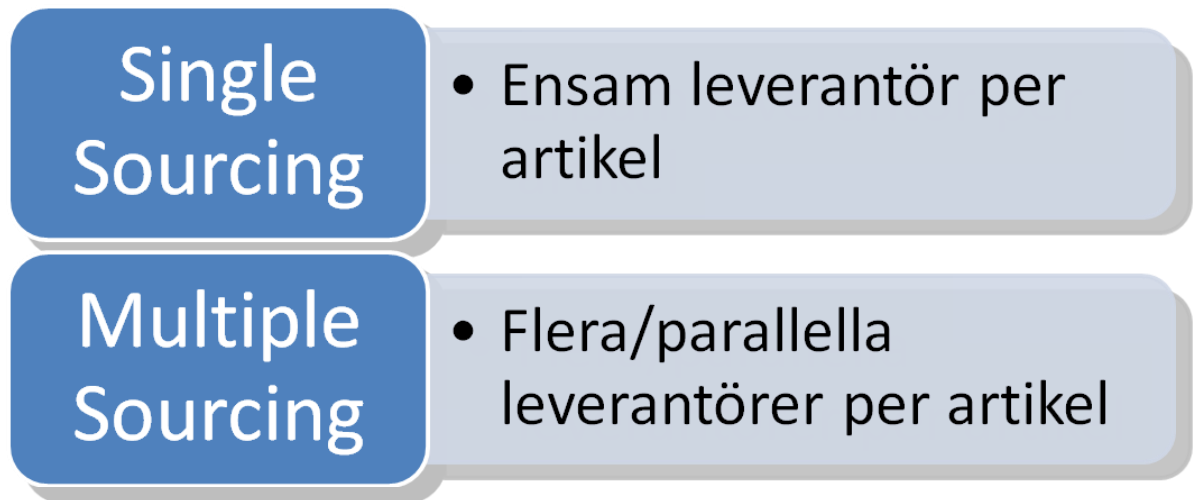 Single
Sourcing
• Ensam leverantör per
artikel
Multiple
Sourcing
• Flera/parallella
leverantörer per artikel